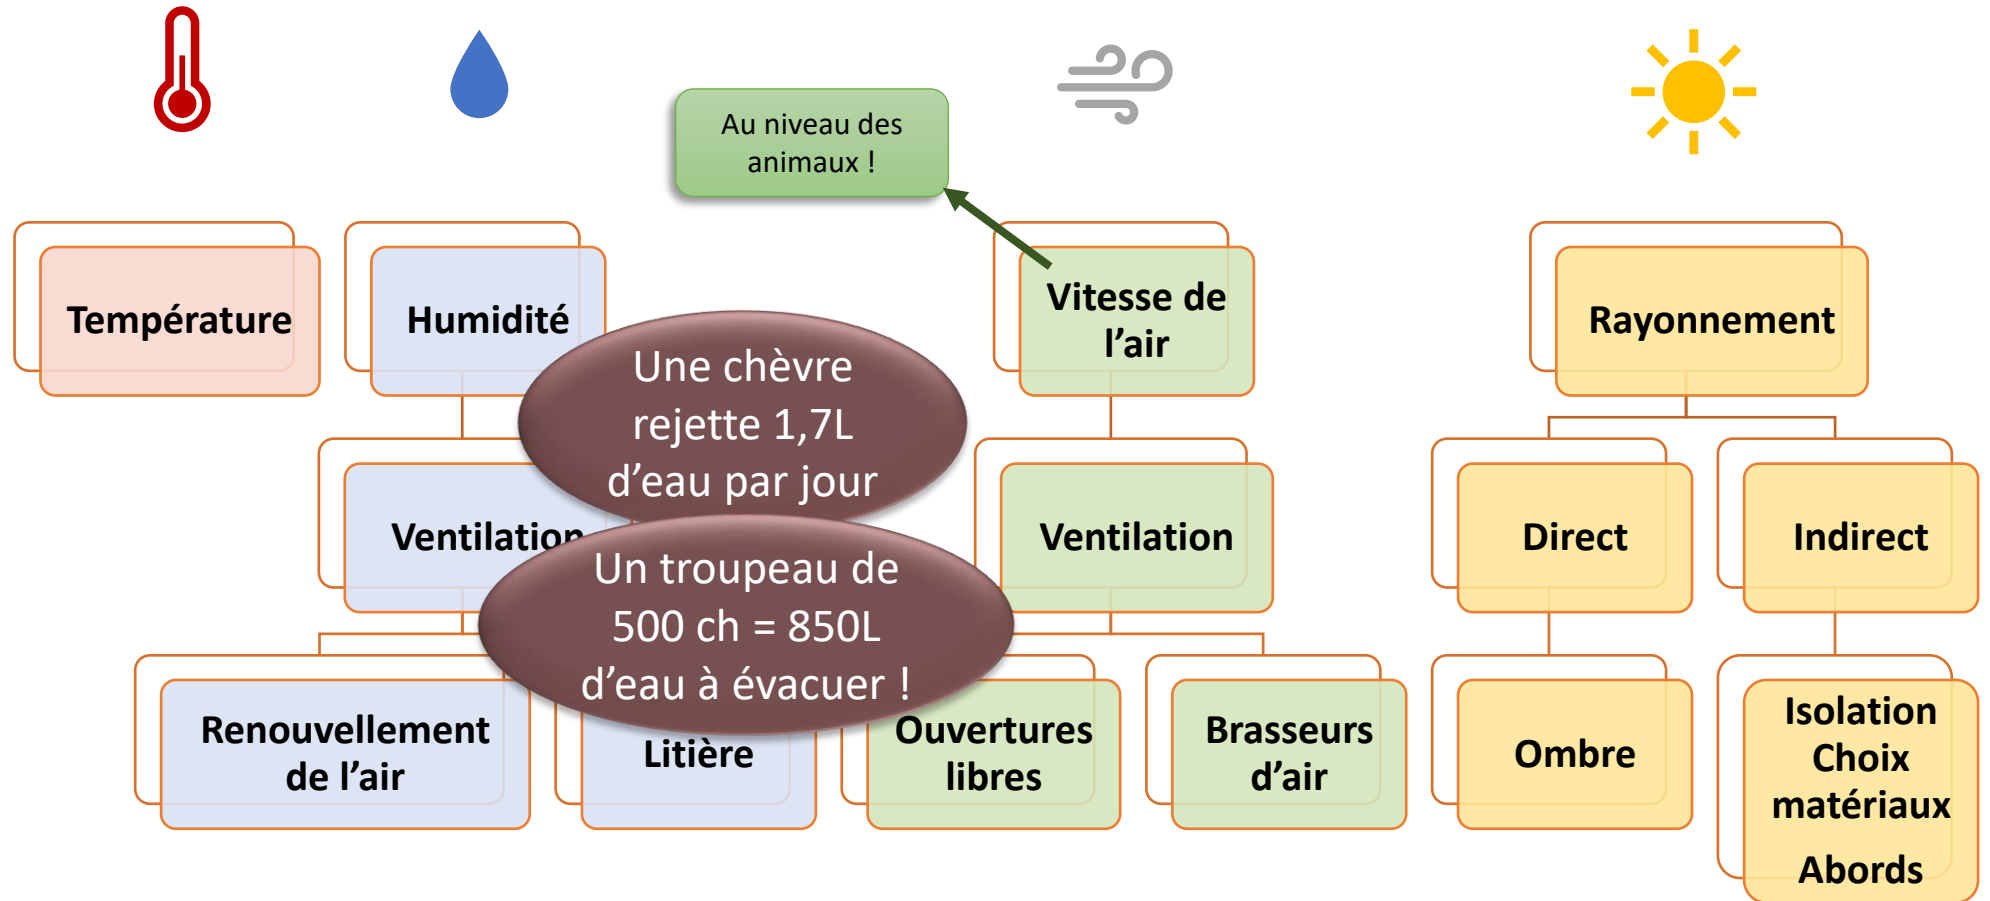 Au niveau des
animaux !
Température
Humidité
Vitesse de
l’air
Rayonnement
Une chèvre
rejette 1,7L
d’eau par jour
Ventilation
Un troupeau de
500 ch = 850L
d’eau à évacuer !
Ventilation
Direct
Indirect
Renouvellement
de l’air
Litière
Ouvertures
libres
Brasseurs
d’air
Ombre
Isolation
Choix
matériaux
Abords